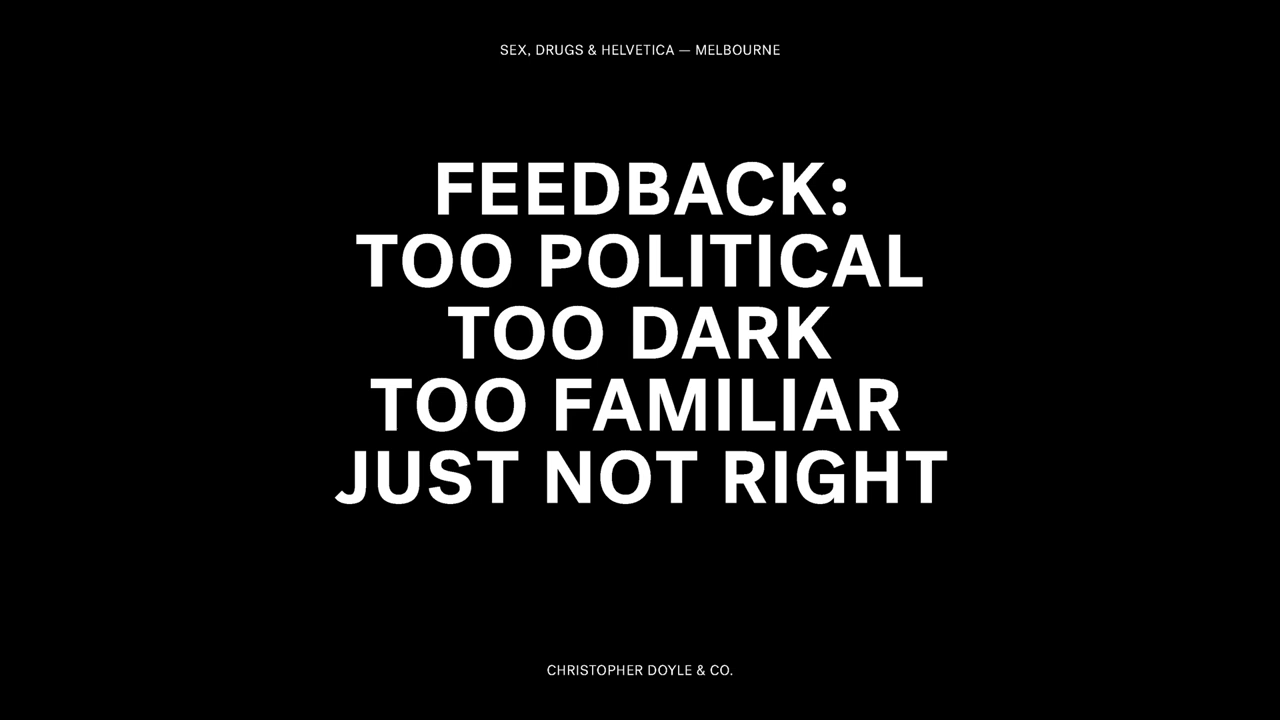 SEX, DRUGS & HELVETICA — MELBOURNE
FEEDBACK:
TOO POLITICAL
TOO DARK
TOO FAMILIAR
JUST NOT RIGHT
CHRISTOPHER DOYLE & CO.